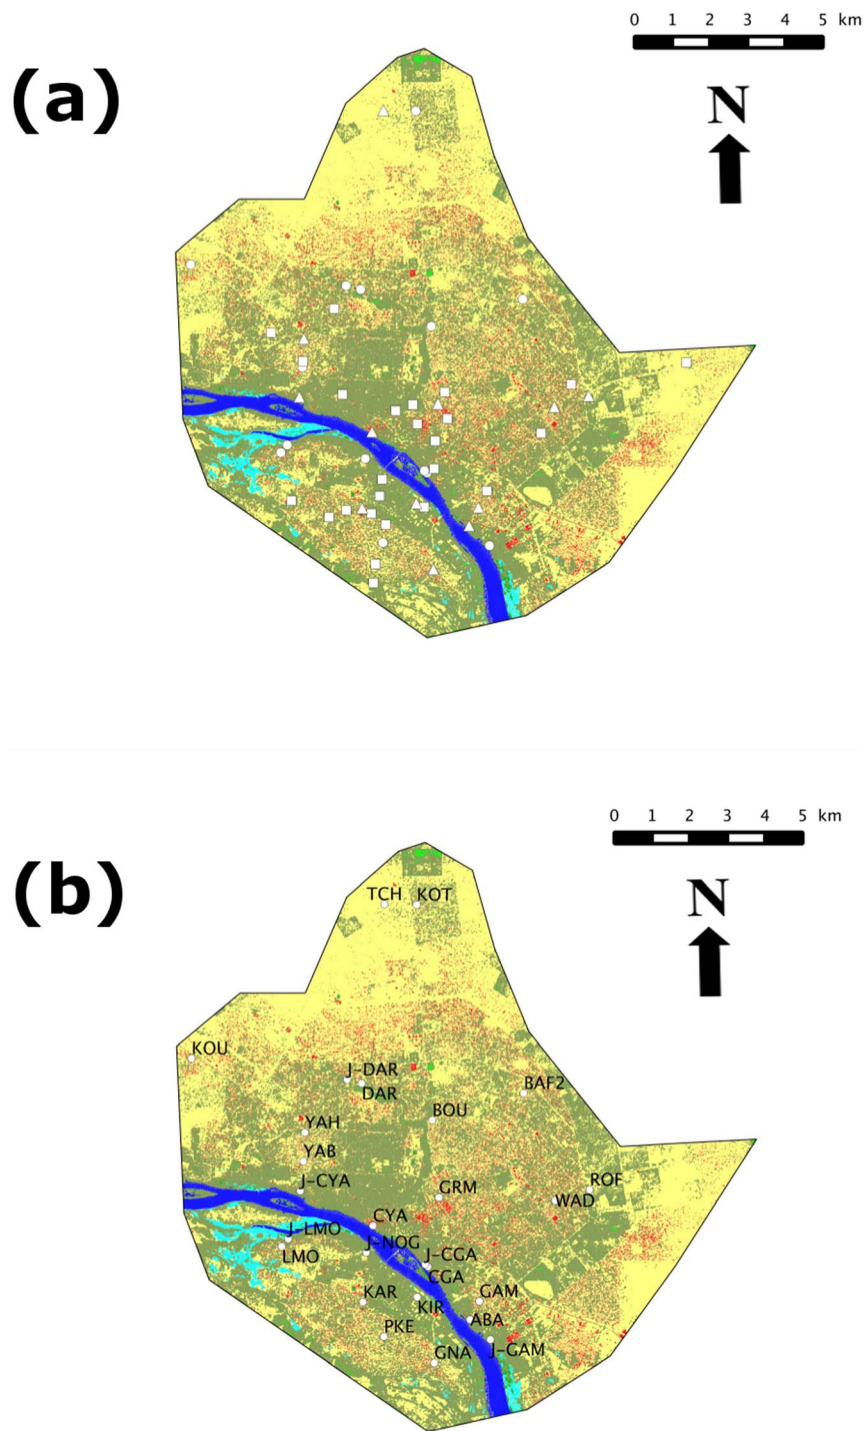 0 1 2 3 4 5 km
(a)
N
0 1 2 3 4 5 km
(b)
N
TCH KOT
KOU
J-DAR
DAR
BAF2
BOU
YAH
YAB
J-CYA
GRM
ROF
WAD
CYA
J-LMO
J-NOG
LMO
J-CGA
CGA
KAR
KIR
GAM
ABA
PKE
J-GAM
GNA